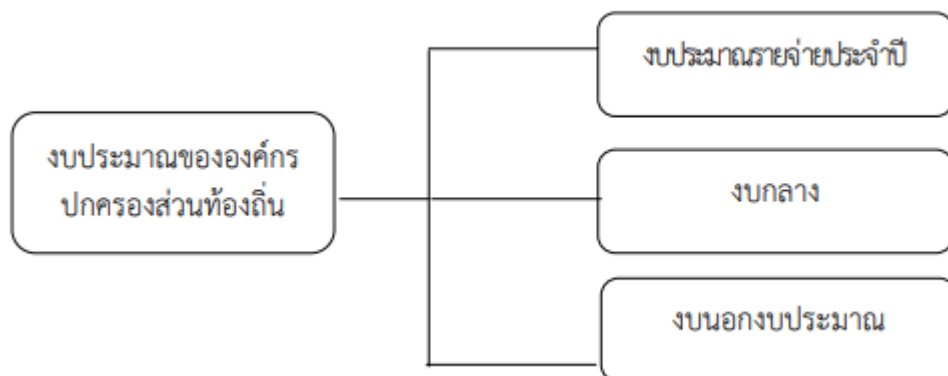 งบประมาณรายจ่ายประจำปี
งบประมาณขององค์กร
ปกครองส่วนท้องถิ่น
งบกลาง
งบนอกงบประมาณ